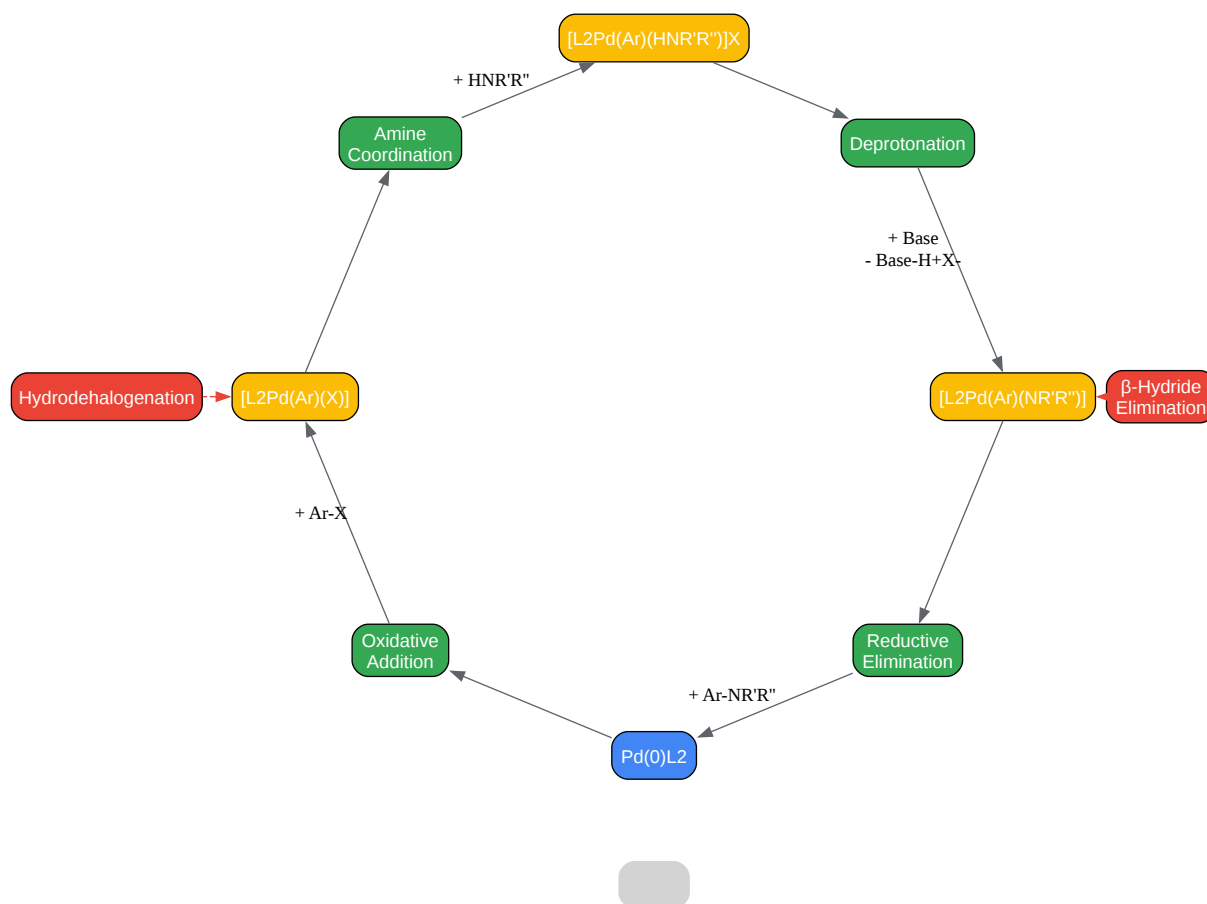 [L2Pd(Ar)(HNR'R'')]X
+ HNR'R"
Amine
Coordination
Deprotonation
+ Base
- Base-H+X-
Hydrodehalogenation
[L2Pd(Ar)(X)]
[L2Pd(Ar)(NR'R'')]
β-Hydride
Elimination
+ Ar-X
Oxidative
Addition
Reductive
Elimination
+ Ar-NR'R"
Pd(0)L2